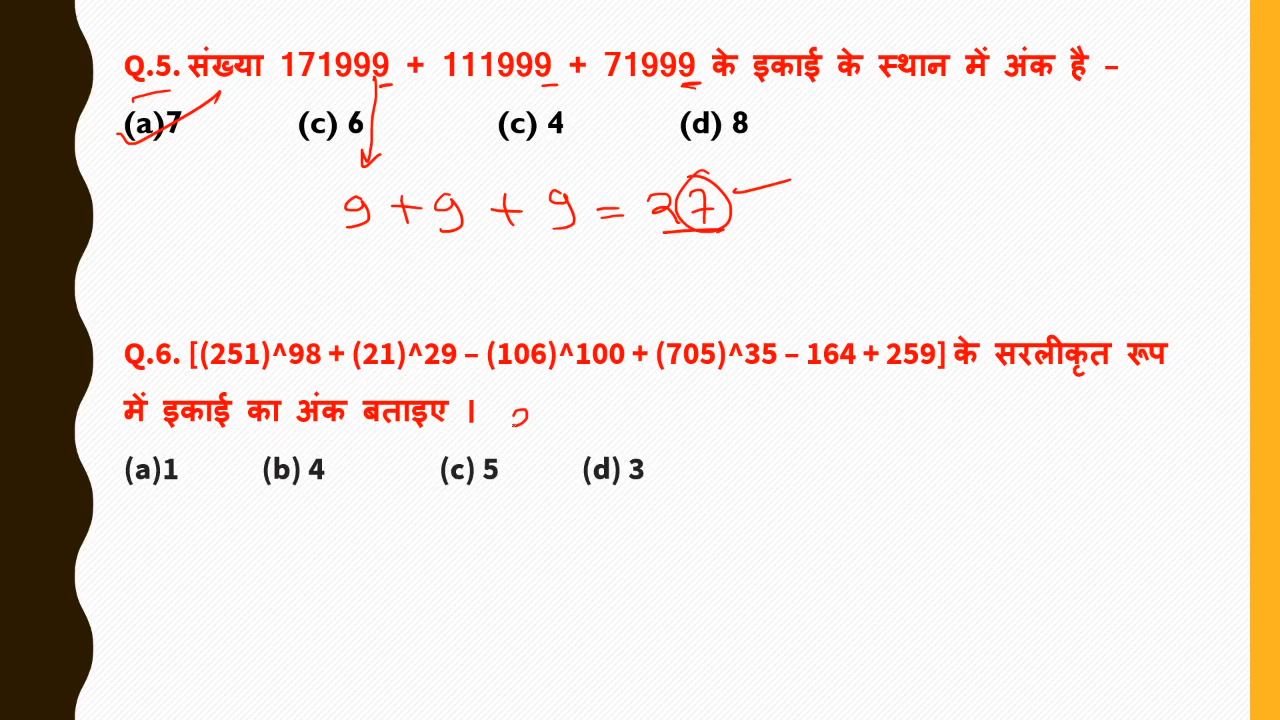 Q.5. संख्या 171999 + 111999 + 71999 के इकाई के स्थान में अंक है –
(a)7 (c) 6 (c) 4 (d) 8
9 + 9 + 9 = 27
Q.6. [(251)^98 + (21)^29 – (106)^100 + (705)^35 – 164 + 259] के सरलीकृत रूप
में इकाई का अंक बताइए ।
(a)1 (b) 4 (c) 5 (d) 3